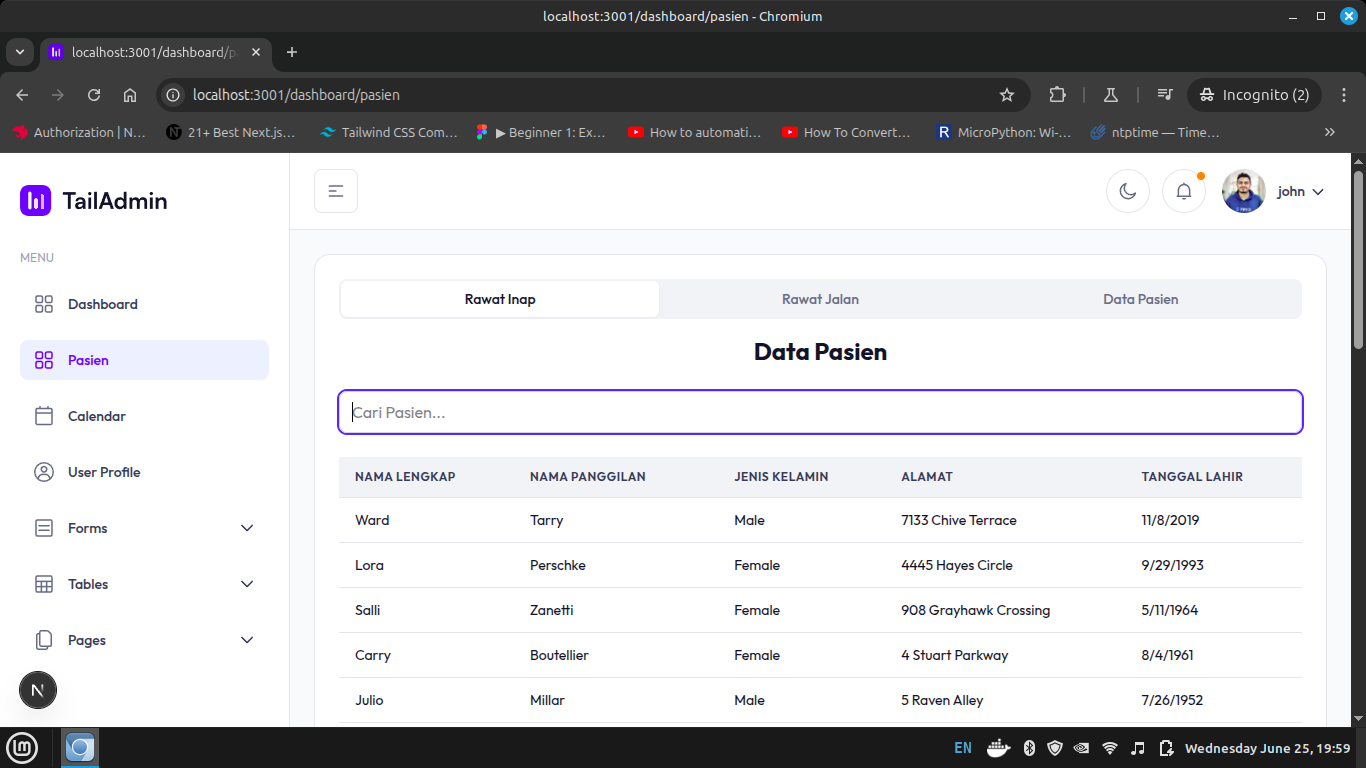 localhost:3001/dashboard/pasien - Chromium
localhost:3001/dashboard/p
localhost:3001/dashboard/pasien
Incognito (2)
Authorization | N...
21+ Best Next.js...
Tailwind CSS Com...
▶ Beginner 1: Ex...
How to automati...
How To Convert...
R MicroPython: Wi-...
ntptime — Time...
TailAdmin
john
MENU
Dashboard
Pasien
Calendar
User Profile
Forms
Tables
Pages
N
Rawat Inap Rawat Jalan Data Pasien
Data Pasien
Cari Pasien...
NAMA LENGKAP NAMA PANGGILAN JENIS KELAMIN ALAMAT TANGGAL LAHIR
Ward Tarry Male 7133 Chive Terrace 11/8/2019
Lora Perschke Female 4445 Hayes Circle 9/29/1993
Salli Zanetti Female 908 Grayhawk Crossing 5/11/1964
Carry Boutellier Female 4 Stuart Parkway 8/4/1961
Julio Millar Male 5 Raven Alley 7/26/1952
EN
Wednesday June 25, 19:59